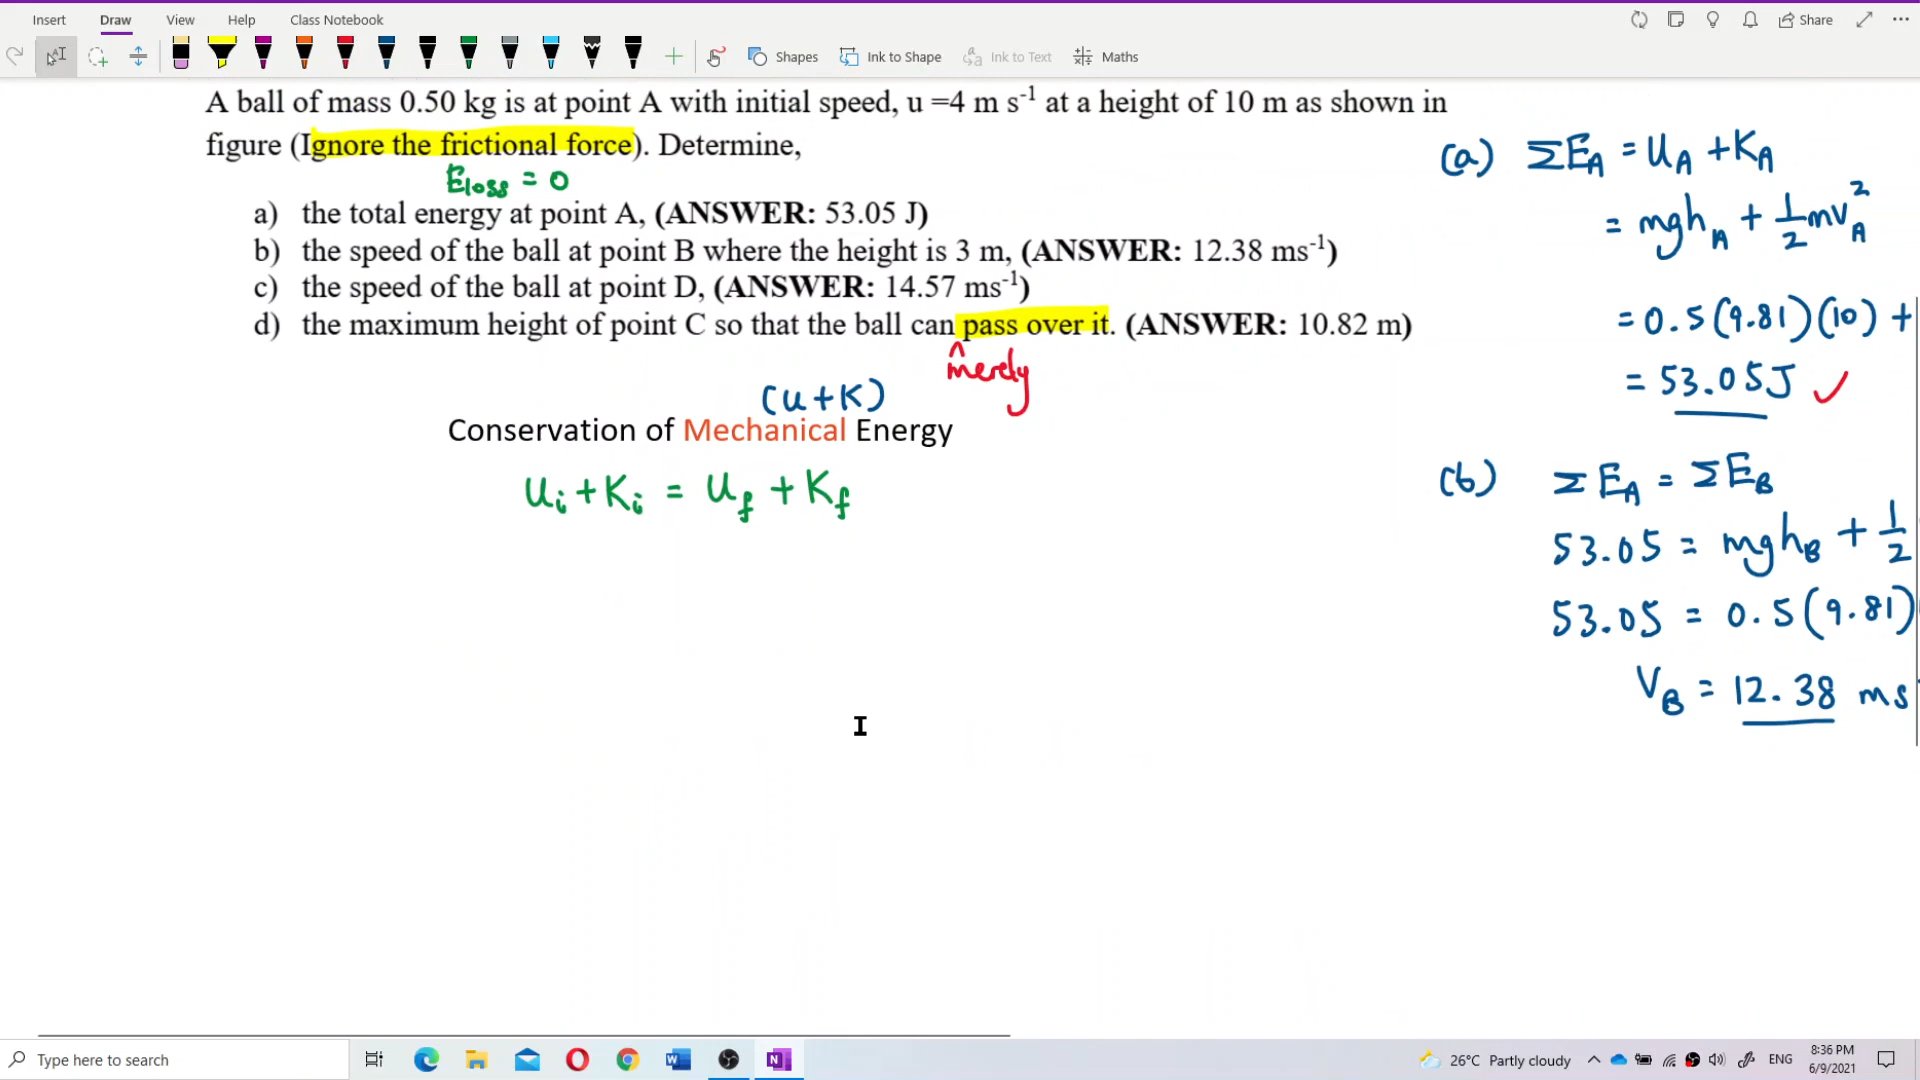 Insert Draw View Help Class Notebook Share
Shapes Ink to Shape Ink to Text Maths
A ball of mass 0.50 kg is at point A with initial speed, u =4 m s-1 at a height of 10 m as shown in
figure (Ignore the frictional force). Determine,
Eloss = 0
a) the total energy at point A, (ANSWER: 53.05 J)
b) the speed of the ball at point B where the height is 3 m, (ANSWER: 12.38 ms-1)
c) the speed of the ball at point D, (ANSWER: 14.57 ms-1)
d) the maximum height of point C so that the ball can pass over it. (ANSWER: 10.82 m)
^ merely
(U+K)
Conservation of Mechanical Energy
Ui + Ki = Uf + Kf
(a) ΣEA = UA + KA
= mghA + 1/2 mvA2
= 0.5(9.81)(10) +
= 53.05J ✓
(b) ΣEA = ΣEB
53.05 = mghB + 1/2
53.05 = 0.5(9.81)
VB = 12.38 ms
Type here to search
26°C Partly cloudy
ENG
8:36 PM
6/9/2021